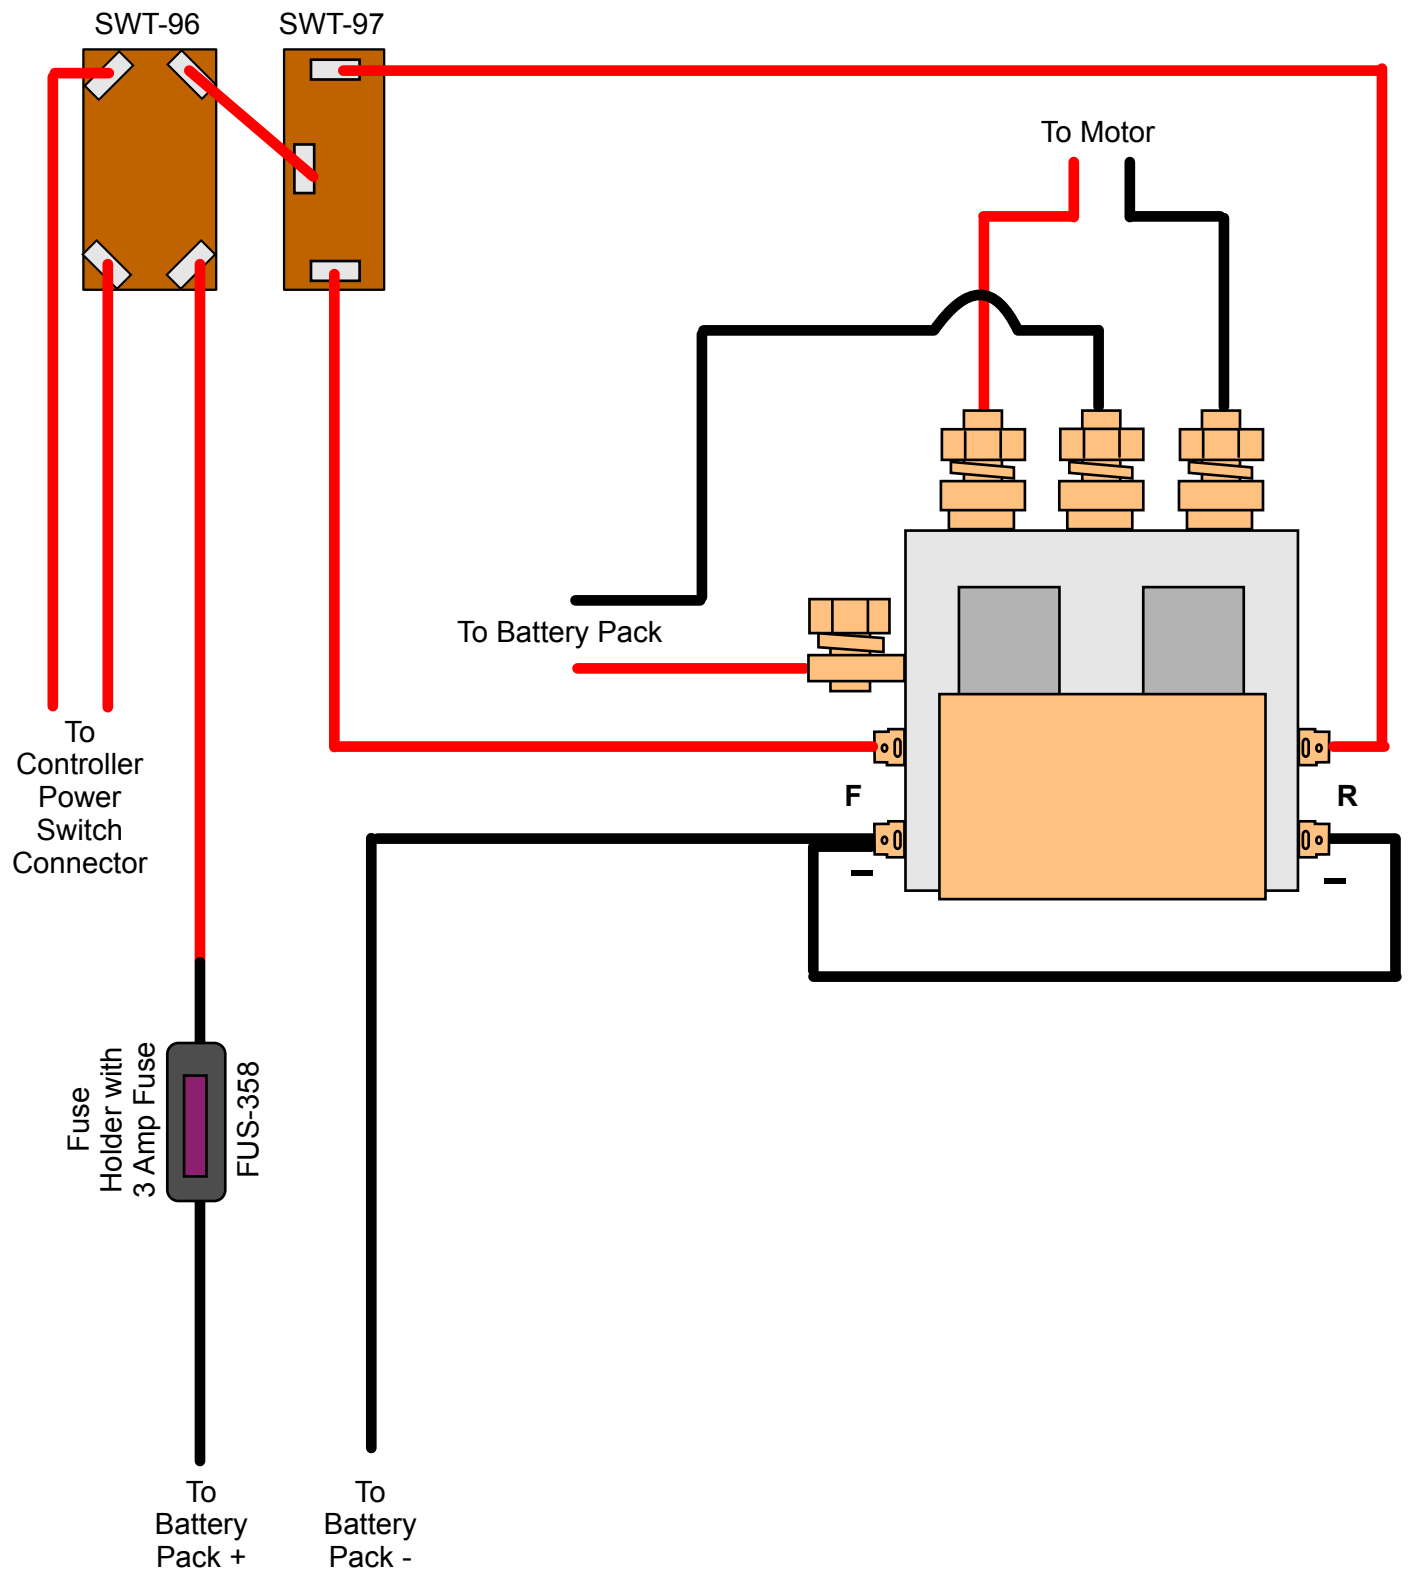 SWT-96
SWT-97
To Motor
To Battery Pack
To
Controller
Power
Switch
Connector
F
R
–
–
Fuse
Holder with
3 Amp Fuse
FUS-358
To
Battery
Pack +
To
Battery
Pack -